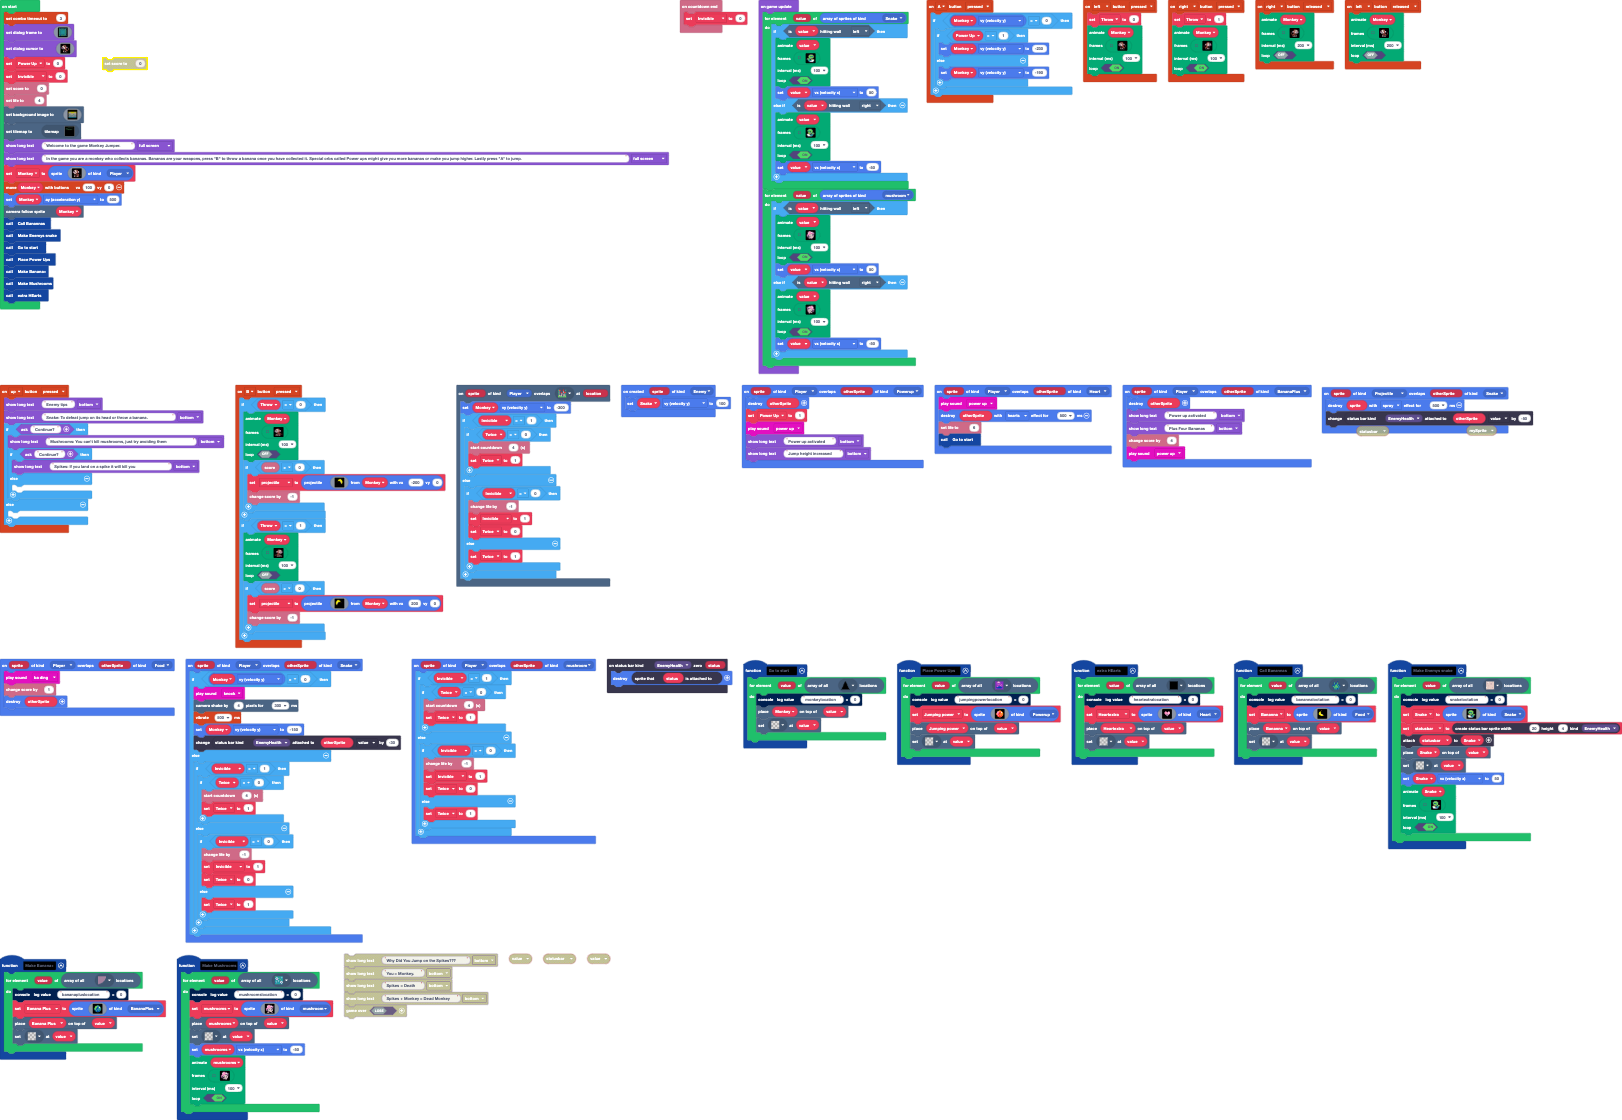 on start
set combo timeout to 3
set dialog frame to
set dialog cursor to
set Power Up to
set Invisible to 0
set score to
set life to
set background image to
set tilemap to tilemap
show long text Welcome to the game Monkey Jumper full screen
show long text In the game you are a monkey who collects bananas. Bananas are your weapons, press "B" to throw a banana once you have collected it. Special orbs called Power ups might give you more bananas or make you jump higher. Lastly press "A" to jump. full screen
set Monkey to sprite of kind Player
move Monkey with buttons vx 100 vy 0
set Monkey ay (acceleration y) to
camera follow sprite Monkey
call Call Bananas
call Make Enemys snake
call Go to start
call Place Power Ups
call Make Bananas
call Make Mushrooms
call extra HEarts
set score to 0
on countdown end
set Invisible to 0
on game update
for element value of array of sprites of kind Snake
do
if is value hitting wall left then
animate value
frames
interval (ms) 100
loop
set value vx (velocity x) to 50
else if is value hitting wall right then
animate value
frames
interval (ms) 100
loop
set value vx (velocity x) to -50
for element value of array of sprites of kind mushroom
do
if is value hitting wall left then
animate value
frames
interval (ms) 100
loop
set value vx (velocity x) to 50
else if is value hitting wall right then
animate value
frames
interval (ms) 100
loop
set value vx (velocity x) to -50
on A button pressed
if Monkey vy (velocity y) = 0 then
if Power Up = 1 then
set Monkey vy (velocity y) to
else
set Monkey vy (velocity y) to
on left button pressed
set Throw to
animate Monkey
frames
interval (ms) 100
loop
on right button pressed
set Throw to
animate Monkey
frames
interval (ms) 100
loop
on right button released
animate Monkey
frames
interval (ms) 200
loop OFF
on left button released
animate Monkey
frames
interval (ms) 200
loop OFF
on up button pressed
show long text Enemy tips bottom
show long text Snake: To defeat jump on its head or throw a banana. bottom
if ask Continue? then
show long text Mushrooms: You can't kill mushrooms, just try avoiding them bottom
if ask Continue? then
show long text Spikes: if you land on a spike it will kill you bottom
else
else
on B button pressed
if Throw = 0 then
animate Monkey
frames
interval (ms) 100
loop OFF
if score 0 then
set projectile to projectile from Monkey with vx -200 vy 0
change score by -1
if Throw = 1 then
animate Monkey
frames
interval (ms) 100
loop OFF
if score 0 then
set projectile to projectile from Monkey with vx 200 vy 0
change score by -1
on sprite of kind Player overlaps at location
set Monkey vy (velocity y) to -200
if Invisible = 1 then
if Twice = 0 then
start countdown (s)
set Twice to 1
else
if Invisible = 0 then
change life by
set Invisible to 1
set Twice to 0
else
set Twice to 1
on created sprite of kind Enemy
set Snake vy (velocity y) to 100
on sprite of kind Player overlaps otherSprite of kind Powerup
destroy otherSprite
set Power Up to 1
play sound power up
show long text Power up activated bottom
show long text Jump height increased bottom
on sprite of kind Player overlaps otherSprite of kind Heart
play sound power up
destroy otherSprite with hearts effect for 500 ms
set life to
call Go to start
on sprite of kind Player overlaps otherSprite of kind BananaPlus
destroy otherSprite
show long text Power up activated bottom
show long text Plus Four Bananas bottom
change score by 4
play sound power up
on sprite of kind Projectile overlaps otherSprite of kind Snake
destroy sprite with spray effect for 500 ms
change status bar kind EnemyHealth attached to otherSprite value by
statusbar
mySprite
on sprite of kind Player overlaps otherSprite of kind Food
play sound ba ding
change score by 1
destroy otherSprite
on sprite of kind Player overlaps otherSprite of kind Snake
if Monkey vy (velocity y) 0 then
play sound knock
camera shake by 4 pixels for 300 ms
vibrate 500 ms
set Monkey vy (velocity y) to
change status bar kind EnemyHealth attached to otherSprite value by
else
if Invisible = 1 then
if Twice = 0 then
start countdown (s)
set Twice to 1
else
if Invisible = 0 then
change life by -1
set Invisible to 1
set Twice to 0
else
set Twice to 1
on sprite of kind Player overlaps otherSprite of kind mushroom
if Invisible = 1 then
if Twice = 0 then
start countdown (s)
set Twice to 1
else
if Invisible = 0 then
change life by -1
set Invisible to 1
set Twice to 0
else
set Twice to 1
on status bar kind EnemyHealth zero status
destroy sprite that status is attached to
function Go to start
for element value of array of all locations
do console log value monkeylocation = 0
place Monkey on top of value
set at value
function Place Power Ups
for element value of array of all locations
do console log value jumpingpowerlocation = 0
set Jumping power to sprite of kind Powerup
place Jumping power on top of value
set at value
function extra HEarts
for element value of array of all locations
do console log value = 0
set to sprite of kind Heart
place on top of value
set at value
function Call Bananas
for element value of array of all locations
do console log value bananaslocation = 0
set Bananas to sprite of kind Food
place Bananas on top of value
set at value
function Make Enemys snake
for element value of array of all locations
do console log value snakelocation = 0
set Snake to sprite of kind Snake
set statusbar to create status bar sprite width 20 height 4 kind EnemyHealth
attach statusbar to Snake
place Snake on top of value
set at value
set Snake vx (velocity x) to
animate Snake
frames
interval (ms) 100
loop
function Make Bananas
for element value of array of all locations
do console log value bananapluslocation = 0
set Banana Plus to sprite of kind BananaPlus
place Banana Plus on top of value
set at value
function Make Mushrooms
for element value of array of all locations
do console log value mushroomslocation = 0
set mushrooms to sprite of kind mushroom
place mushrooms on top of value
set at value
set mushrooms vx (velocity x) to -50
animate mushrooms
frames
interval (ms) 100
loop
show long text Why Did You Jump on the Spikes??? bottom
show long text You = Monkey. bottom
show long text Spikes = Death bottom
show long text Spikes + Monkey = Dead Monkey bottom
game over LOSE
value
statusbar
value